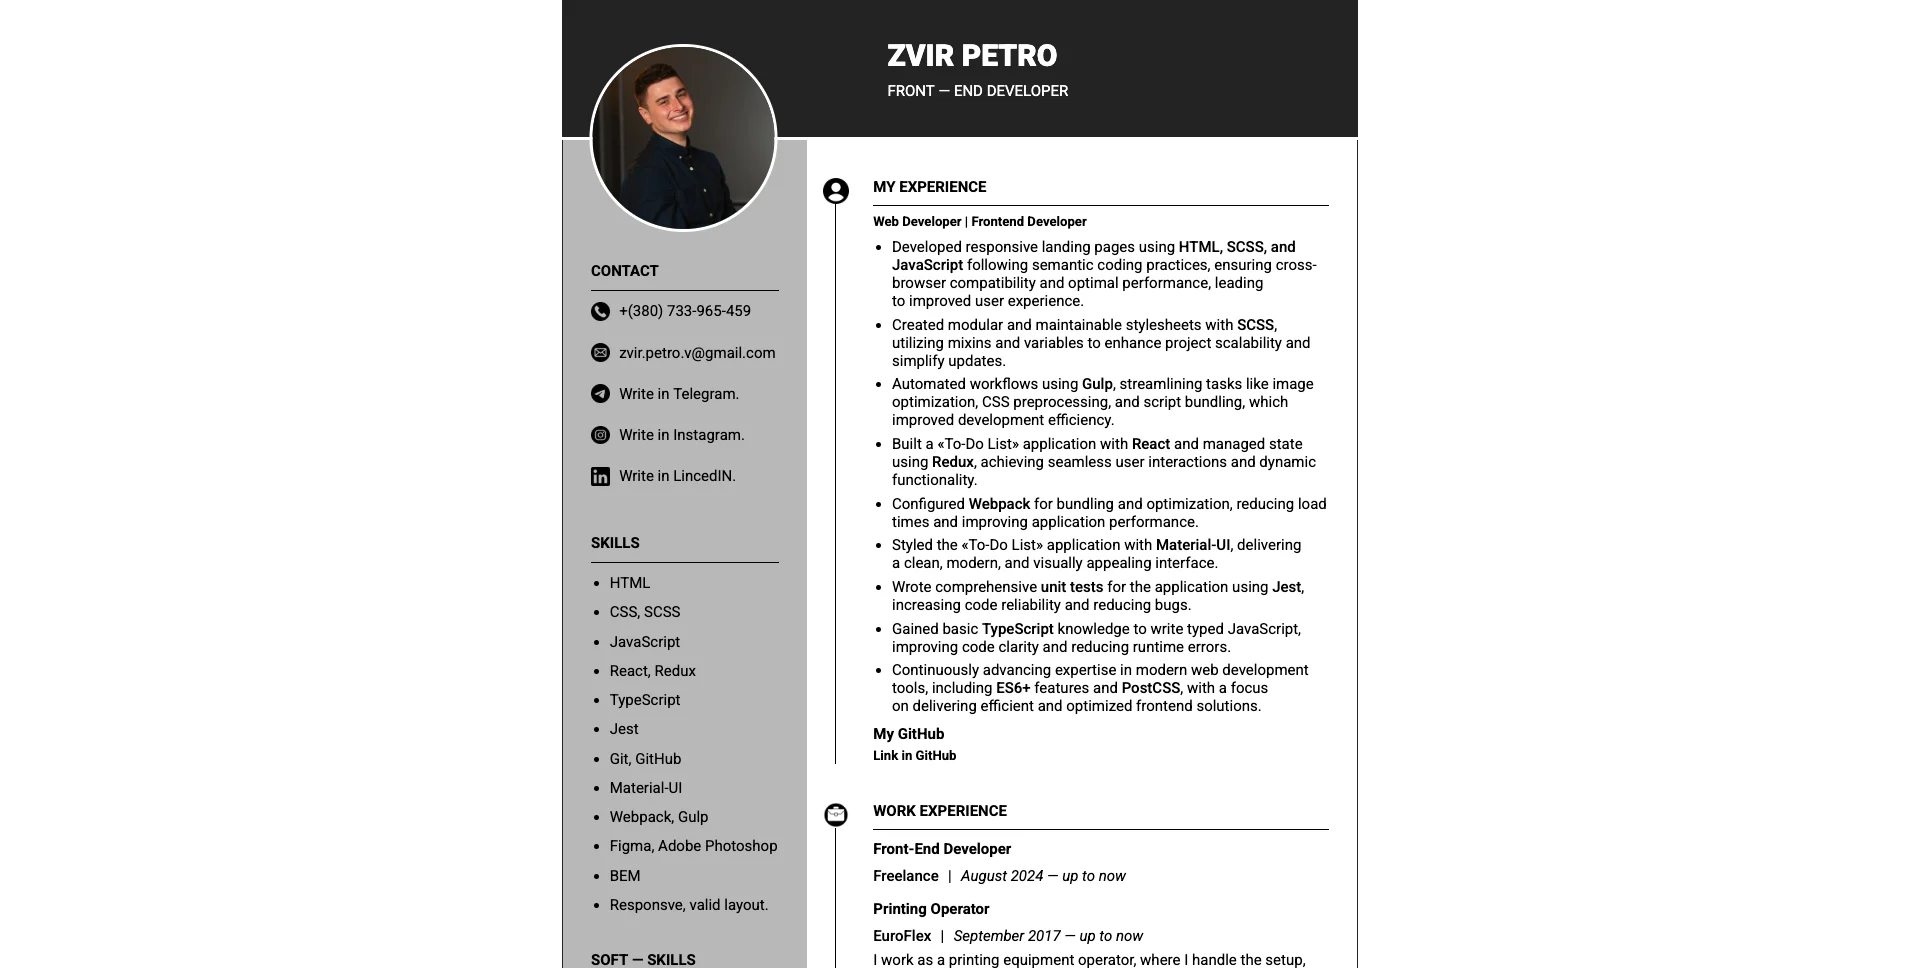 ZVIR PETRO
FRONT — END DEVELOPER
CONTACT
+(380) 733-965-459
zvir.petro.v@gmail.com
Write in Telegram.
Write in Instagram.
Write in LincedIN.
SKILLS
HTML
CSS, SCSS
JavaScript
React, Redux
TypeScript
Jest
Git, GitHub
Material-UI
Webpack, Gulp
Figma, Adobe Photoshop
BEM
Responsve, valid layout.
SOFT — SKILLS
MY EXPERIENCE
Web Developer | Frontend Developer
Developed responsive landing pages using HTML, SCSS, and
JavaScript following semantic coding practices, ensuring cross-
browser compatibility and optimal performance, leading
to improved user experience.
Created modular and maintainable stylesheets with SCSS,
utilizing mixins and variables to enhance project scalability and
simplify updates.
Automated workflows using Gulp, streamlining tasks like image
optimization, CSS preprocessing, and script bundling, which
improved development efficiency.
Built a «To-Do List» application with React and managed state
using Redux, achieving seamless user interactions and dynamic
functionality.
Configured Webpack for bundling and optimization, reducing load
times and improving application performance.
Styled the «To-Do List» application with Material-UI, delivering
a clean, modern, and visually appealing interface.
Wrote comprehensive unit tests for the application using Jest,
increasing code reliability and reducing bugs.
Gained basic TypeScript knowledge to write typed JavaScript,
improving code clarity and reducing runtime errors.
Continuously advancing expertise in modern web development
tools, including ES6+ features and PostCSS, with a focus
on delivering efficient and optimized frontend solutions.
My GitHub
Link in GitHub
WORK EXPERIENCE
Front-End Developer
Freelance | August 2024 — up to now
Printing Operator
EuroFlex | September 2017 — up to now
I work as a printing equipment operator, where I handle the setup,